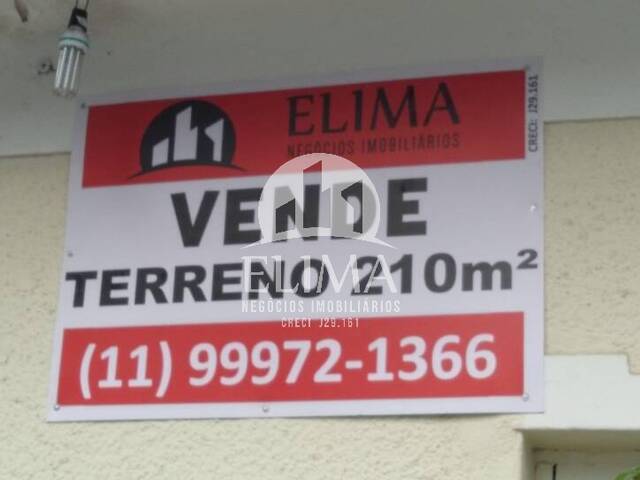 ELIMA
NEGÓCIOS IMOBILIÁRIOS
CRECI: J29.161
VENDE
TERRENO 210m²
ELIMA
NEGÓCIOS IMOBILIÁRIOS
CRECI J29.161
(11) 99972-1366